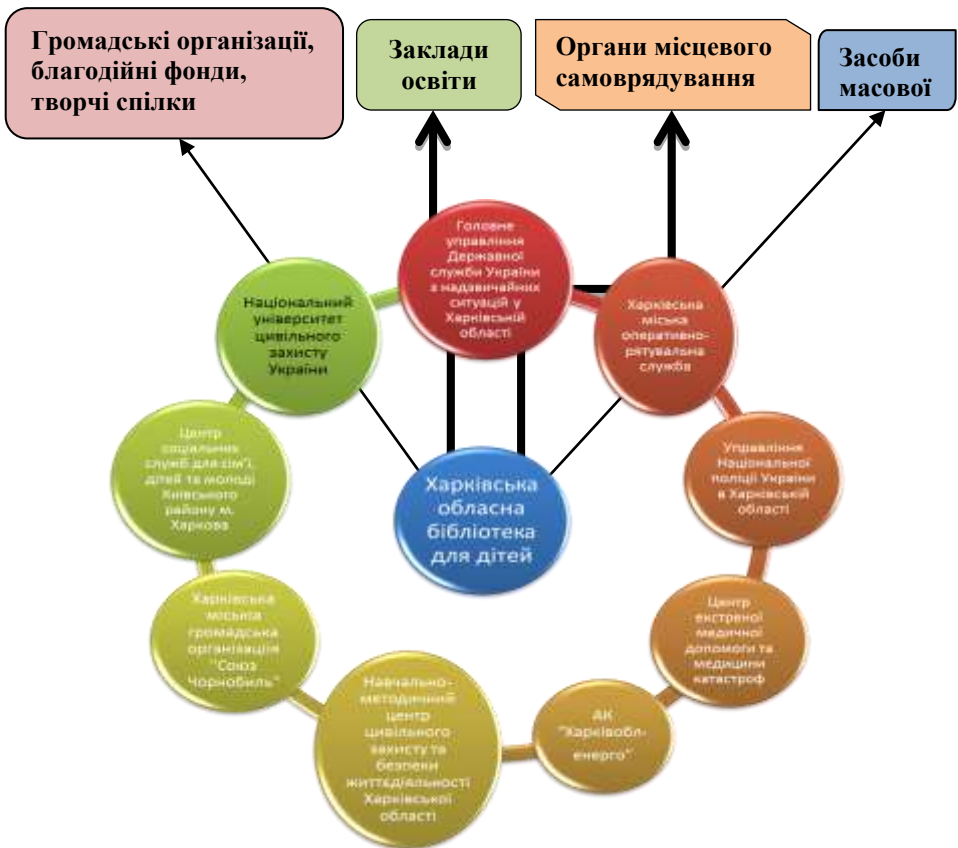 Громадські організації,
благодійні фонди,
творчі спілки
Заклади
освіти
Органи місцевого
самоврядування
Засоби
масової
Головне
управління
Державної
служби України
з надзвичайних
ситуацій у
Харківській
області
Національний
університет
цивільного
захисту
України
Харківська
міська
оперативно-
рятувальна
служба
Центр
соціальних
служб для сім'ї,
дітей та молоді
Київського
району м.
Харкова
Управління
Національної
поліції України
в Харківській
області
Харківська
обласна
бібліотека
для дітей
Харківська
міська
громадська
організація
"Союз
Чорнобиль"
Центр
екстреної
медичної
допомоги та
медицини
катастроф
Навчально-
методичний
центр
цивільного
захисту та
безпеки
життєдіяльності
Харківської
області
АК
"Харківобл-
енерго"